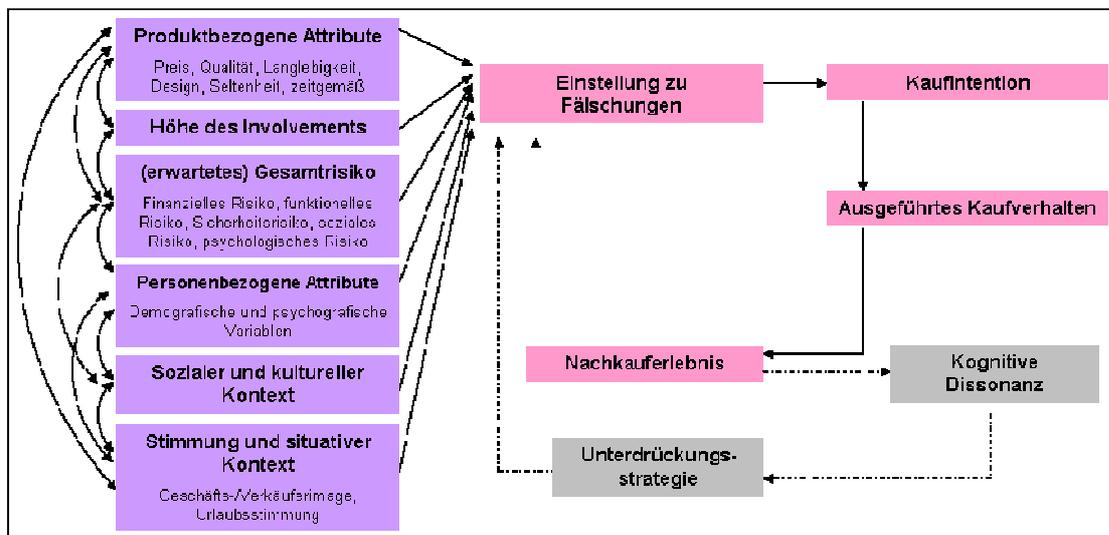 Produktbezogene Attribute
Preis, Qualität, Langlebigkeit,
Design, Seltenheit, zeitgemäß
Höhe des Involvements
(erwartetes) Gesamtrisiko
Finanzielles Risiko, funktionelles
Risiko, Sicherheitsrisiko, soziales
Risiko, psychologisches Risiko
Personenbezogene Attribute
Demografische und psychografische
Variablen
Sozialer und kultureller
Kontext
Stimmung und situativer
Kontext
Geschäfts-/Verkäuferimage,
Urlaubsstimmung
Einstellung zu
Fälschungen
Kaufintention
Ausgeführtes Kaufverhalten
Nachkauferlebnis
Kognitive
Dissonanz
Unterdrückungs-
strategie